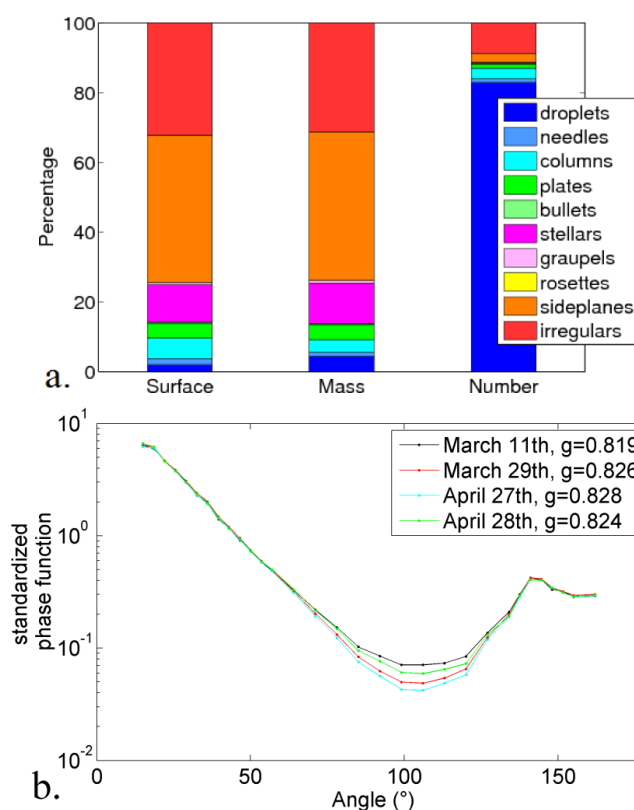 100
80
60
40
20
0
Percentage
Surface
Mass
Number
droplets
needles
columns
plates
bullets
stellars
graupels
rosettes
sideplanes
irregulars
a.
10^1
10^0
10^-1
10^-2
standardized
phase function
March 11th, g=0.819
March 29th, g=0.826
April 27th, g=0.828
April 28th, g=0.824
0
50
100
150
Angle (°)
b.